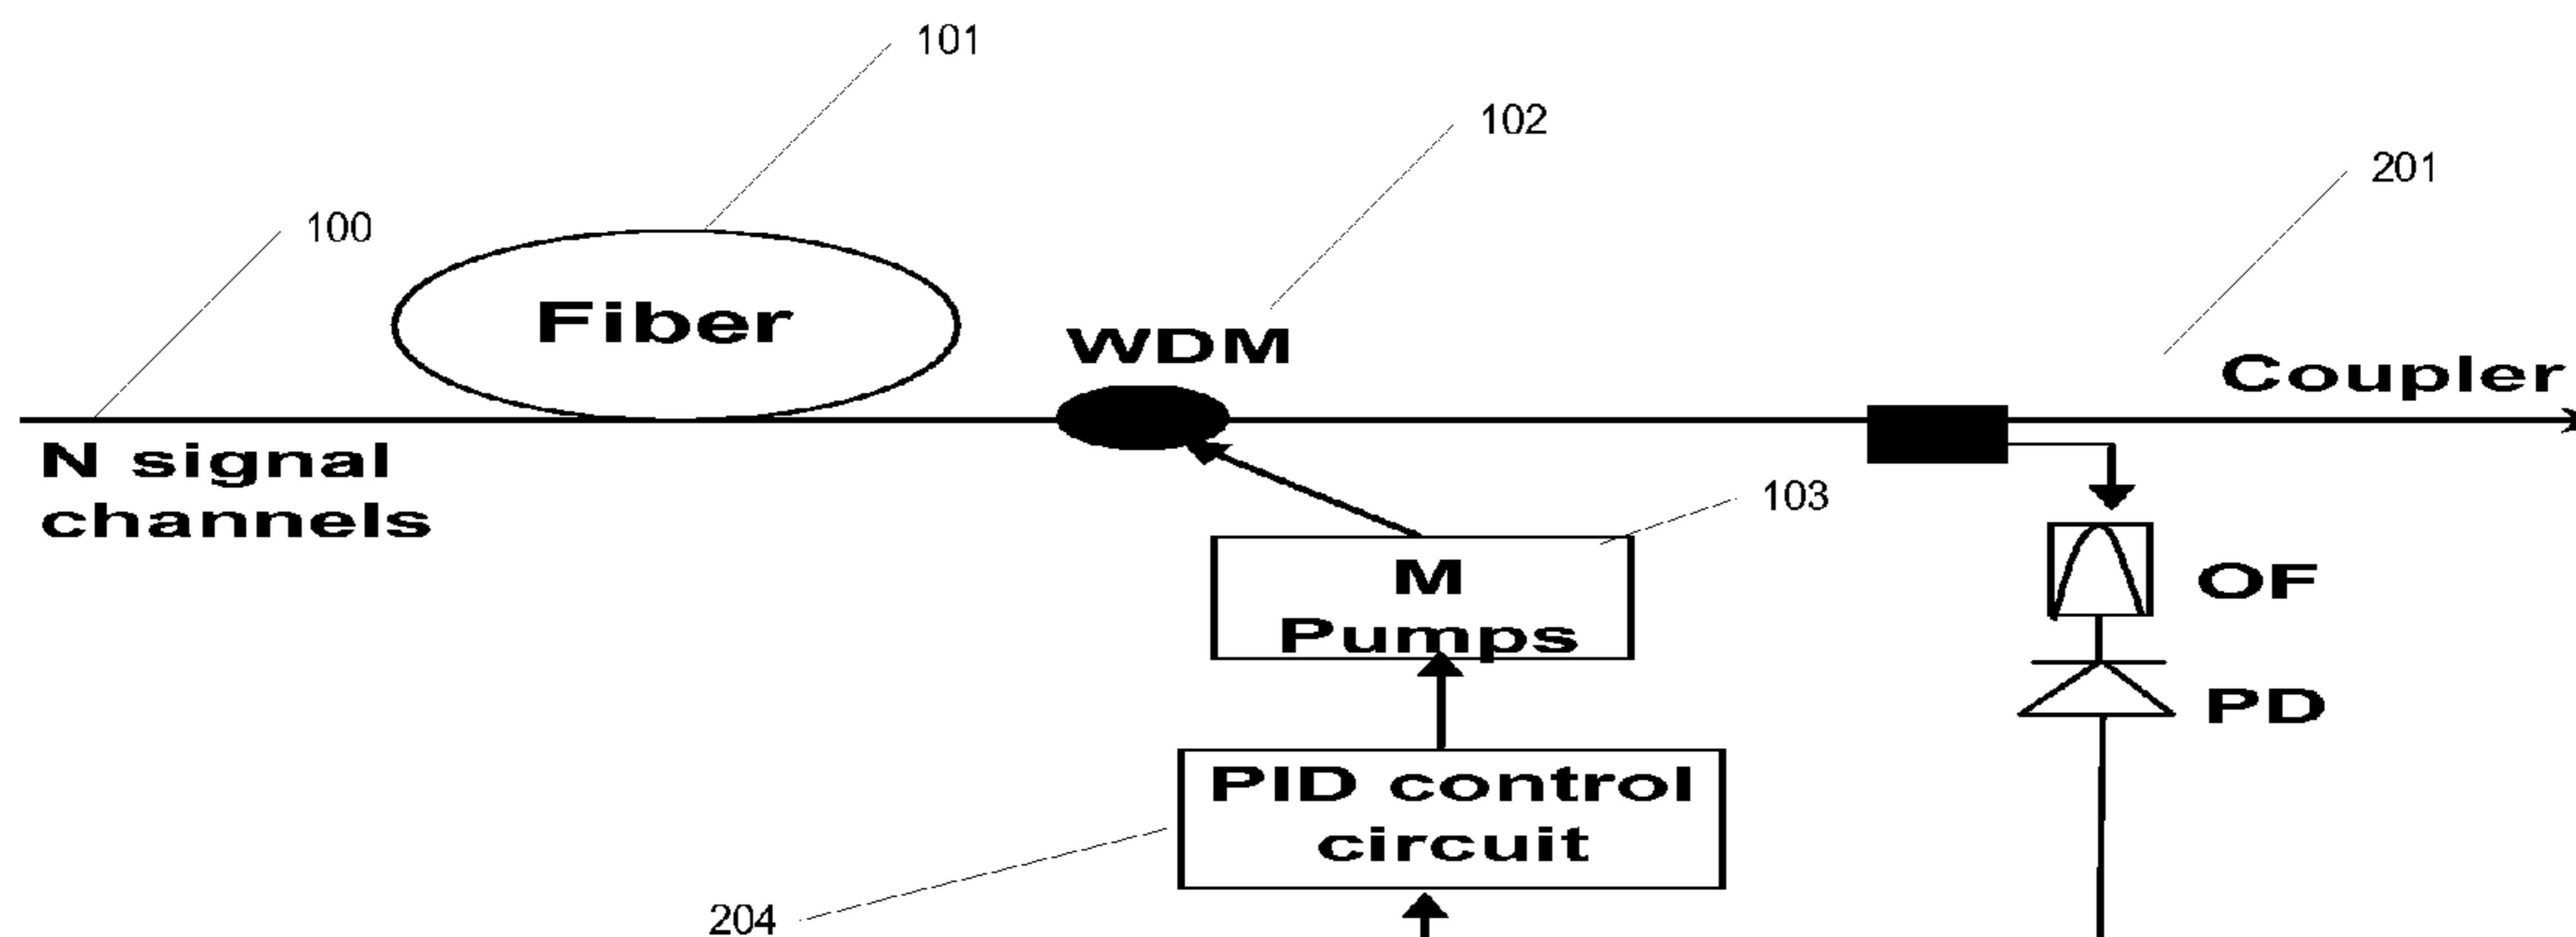 101
102
201
100
Fiber
WDM
Coupler
N signal
channels
103
M
Pumps
OF
PD
PID control
circuit
204